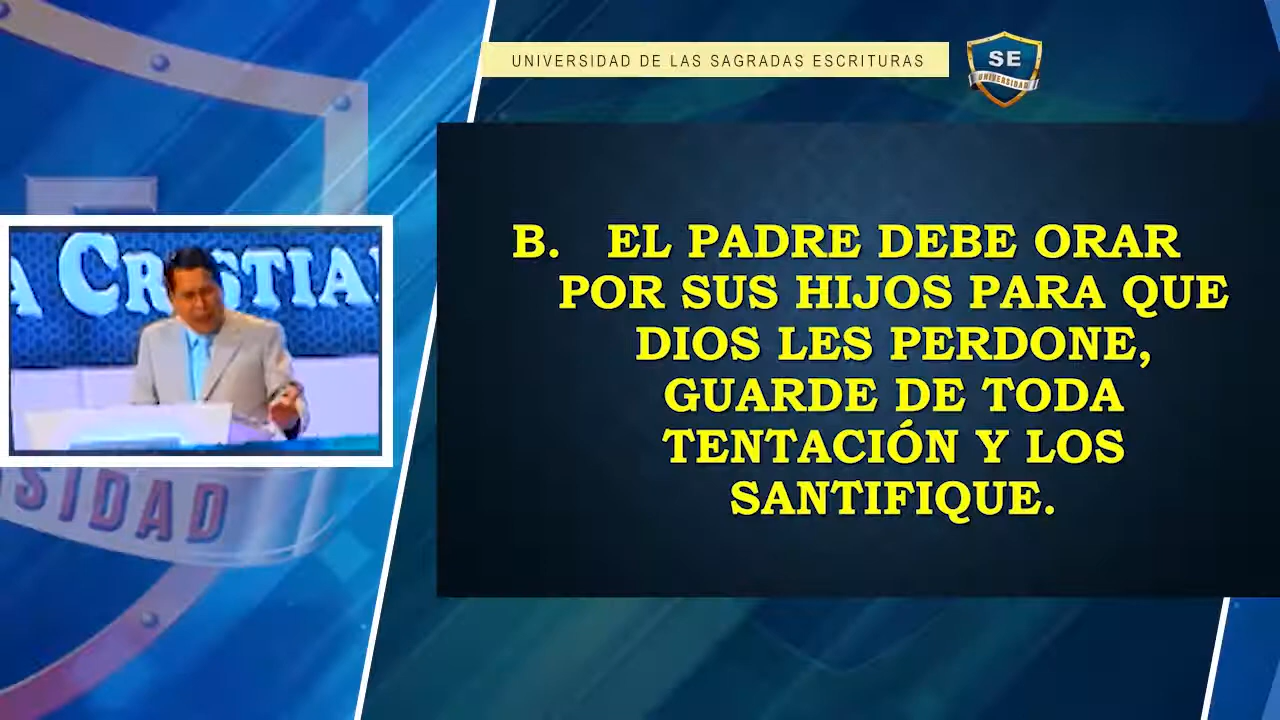 UNIVERSIDAD DE LAS SAGRADAS ESCRITURAS
SE
UNIVERSIDAD
B. EL PADRE DEBE ORAR
POR SUS HIJOS PARA QUE
DIOS LES PERDONE,
GUARDE DE TODA
TENTACIÓN Y LOS
SANTIFIQUE.
A CRISTIA
SIDAD